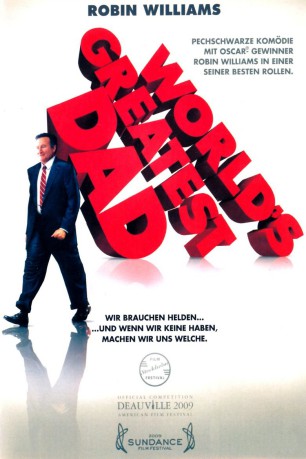 ROBIN WILLIAMS
PECHSCHWARZE KOMÖDIE
MIT OSCAR® GEWINNER
ROBIN WILLIAMS IN EINER
SEINER BESTEN ROLLEN.
WORLD'S
GREATEST
DAD
WIR BRAUCHEN HELDEN...
...UND WENN WIR KEINE HABEN,
MACHEN WIR UNS WELCHE.
FILM
FESTIVAL
OFFICIAL COMPETITION
DEAUVILLE 2009
AMERICAN FILM FESTIVAL
2009
SUNDANCE
FILM FESTIVAL